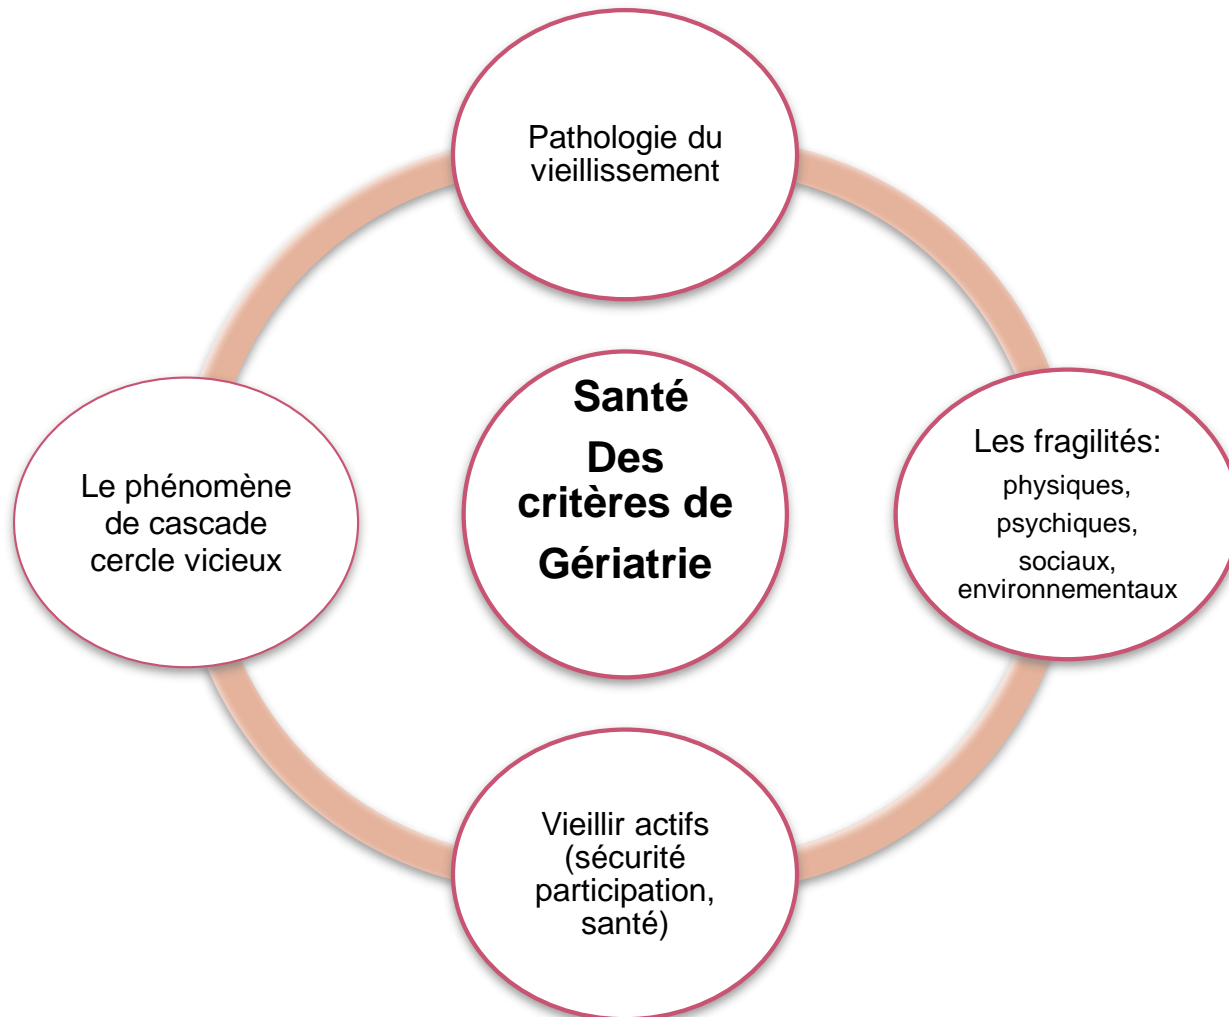 Pathologie du
vieillissement
Santé
Des
critères de
Gériatrie
Les fragilités:
physiques,
psychiques,
sociaux,
environnementaux
Le phénomène
de cascade
cercle vicieux
Vieillir actifs
(sécurité
participation,
santé)